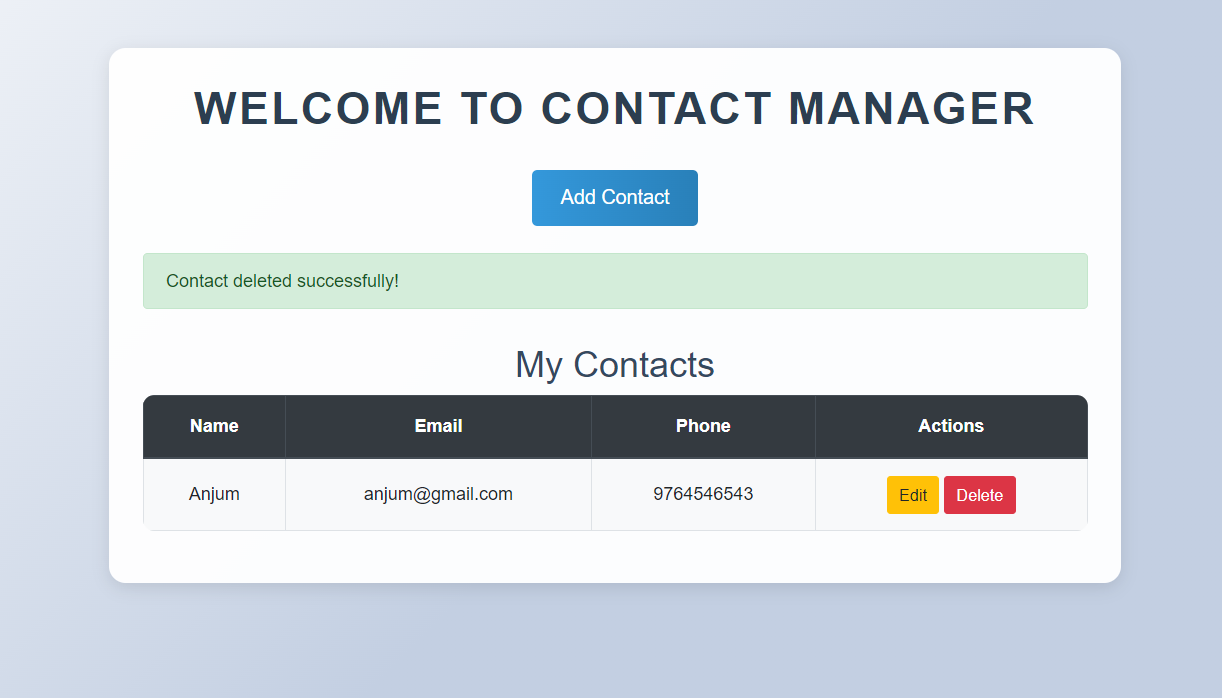 WELCOME TO CONTACT MANAGER
Add Contact
Contact deleted successfully!
My Contacts
Name Email Phone Actions
Anjum anjum@gmail.com 9764546543 Edit Delete